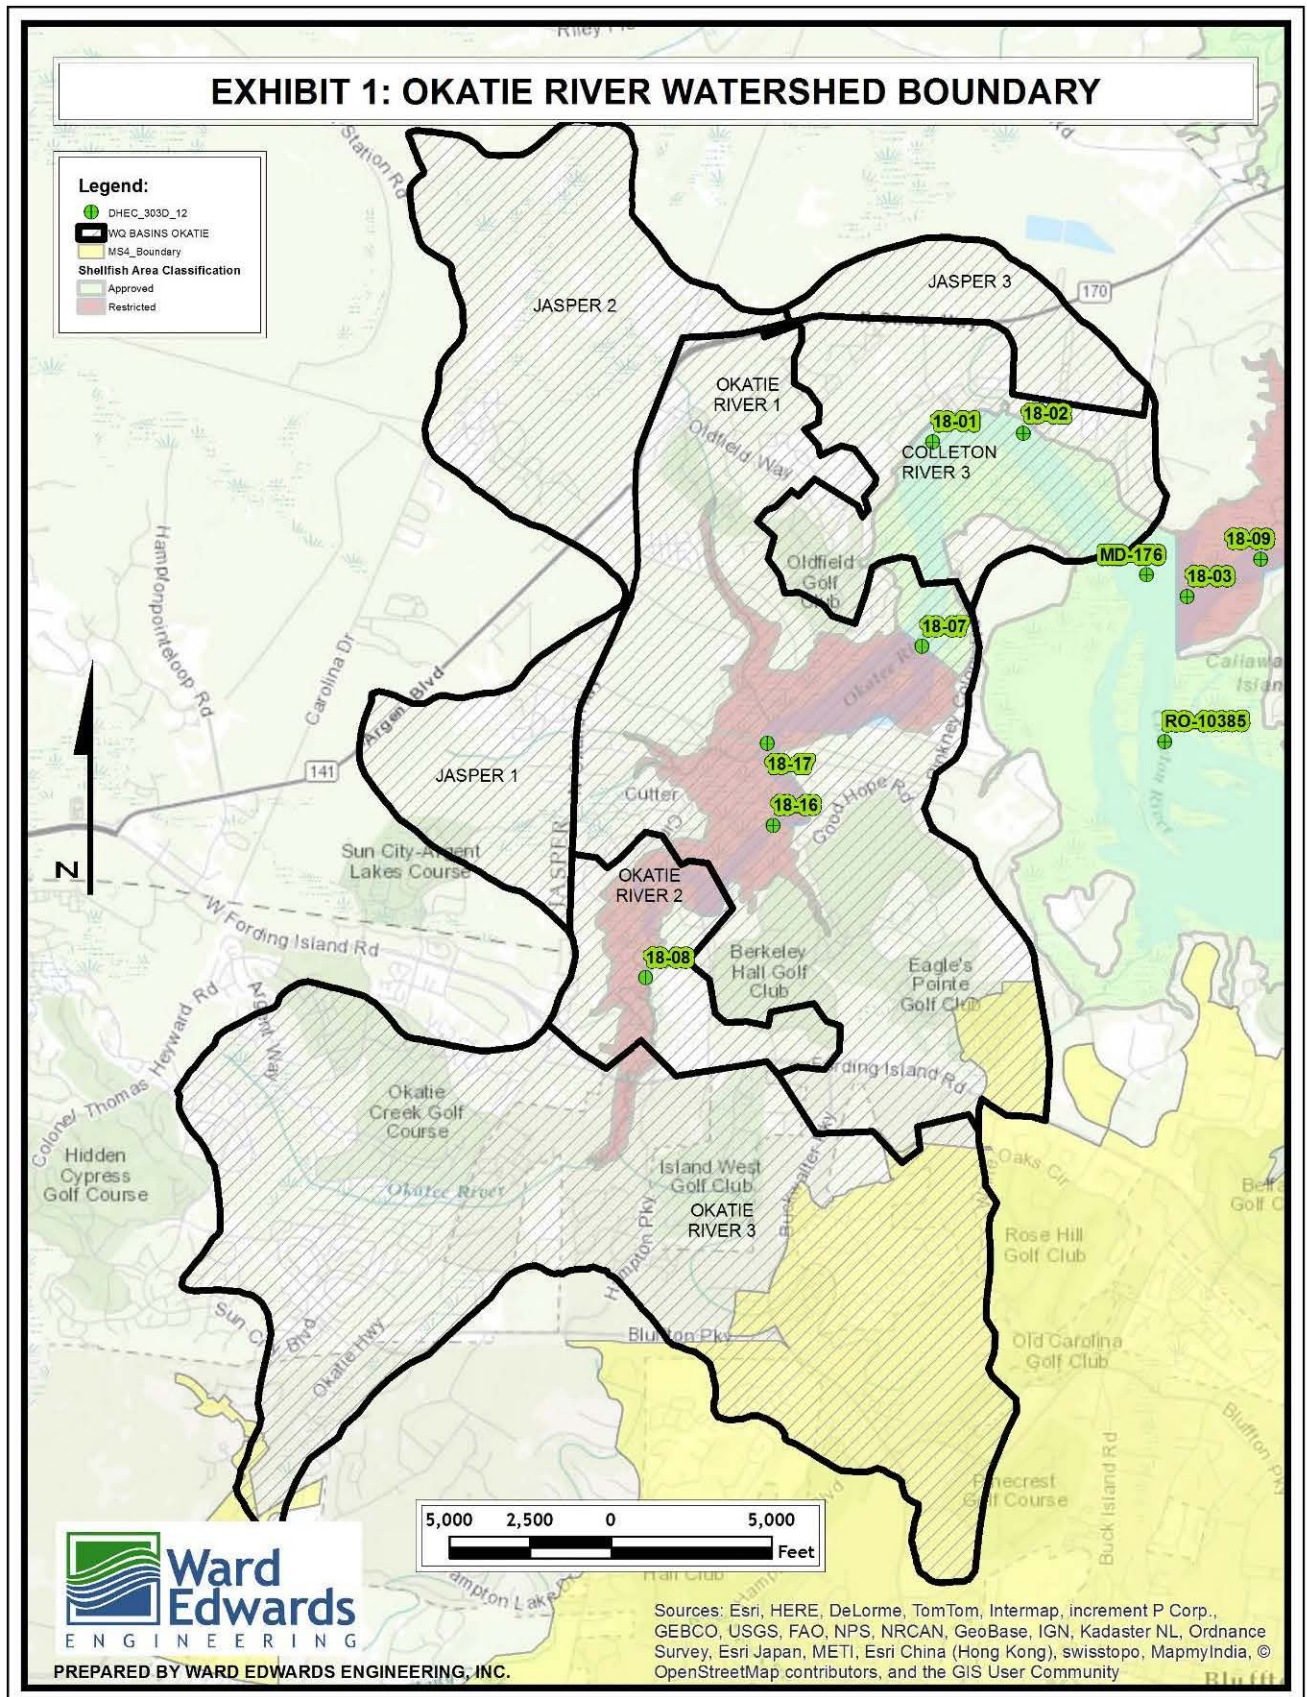 EXHIBIT 1: OKATIE RIVER WATERSHED BOUNDARY
Station Rd
Rd
Legend:
DHEC_303D_12
WQ BASINS OKATIE
MS4_Boundary
Shellfish Area Classification
Approved
Restricted
JASPER 2
JASPER 3
170
OKATIE
RIVER 1
Oldfield Way
18-01
18-02
COLLETON
RIVER 3
Oldfield
Golf
Club
MD-176
18-09
18-03
18-07
Hamptonpointeloop Rd
Carolina Dr
Argent Blvd
141
JASPER 1
JASPER
18-17
18-16
Good Hope Rd
RO-10385
Cutter
Sun City-Argent
Lakes Course
OKATIE
RIVER 2
18-08
W Fording Island Rd
Berkeley
Hall Golf
Club
Eagle's
Pointe
Golf Club
N
Argent Way
Colonel Thomas Heyward Rd
Okatie
Creek Golf
Course
Fording Island Rd
Hidden
Cypress
Golf Course
Okatee River
Island West
Golf Club
OKATIE
RIVER 3
Buckwalter Pky
Oaks Cir
Rose Hill
Golf Club
Hampton Pky
Sun City Blvd
Okatie Hwy
Bluffton Pky
Old Carolina
Golf Club
Pinecrest
Golf Course
Buck Island Rd
5,000 2,500 0 5,000
Feet
Ward
Edwards
ENGINEERING
PREPARED BY WARD EDWARDS ENGINEERING, INC.
Sources: Esri, HERE, DeLorme, TomTom, Intermap, increment P Corp.,
GEBCO, USGS, FAO, NPS, NRCAN, GeoBase, IGN, Kadaster NL, Ordnance
Survey, Esri Japan, METI, Esri China (Hong Kong), swisstopo, MapmyIndia, ©
OpenStreetMap contributors, and the GIS User Community